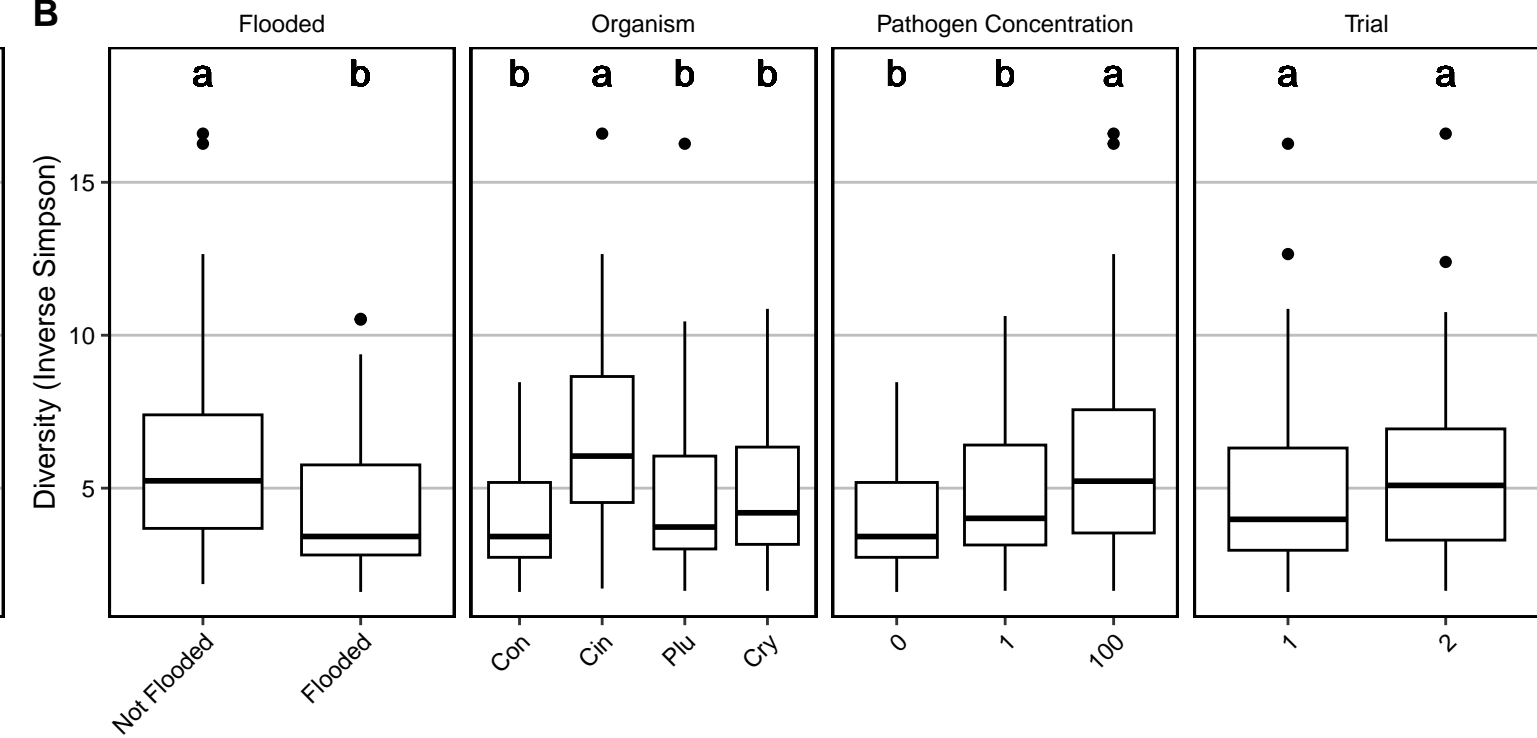 B
Flooded
Organism
Pathogen Concentration
Trial
a b
b a b b
b b a
a a
Diversity (Inverse Simpson)
15
10
5
Not Flooded
Flooded
Con
Cin
Plu
Cry
0
1
100
1
2